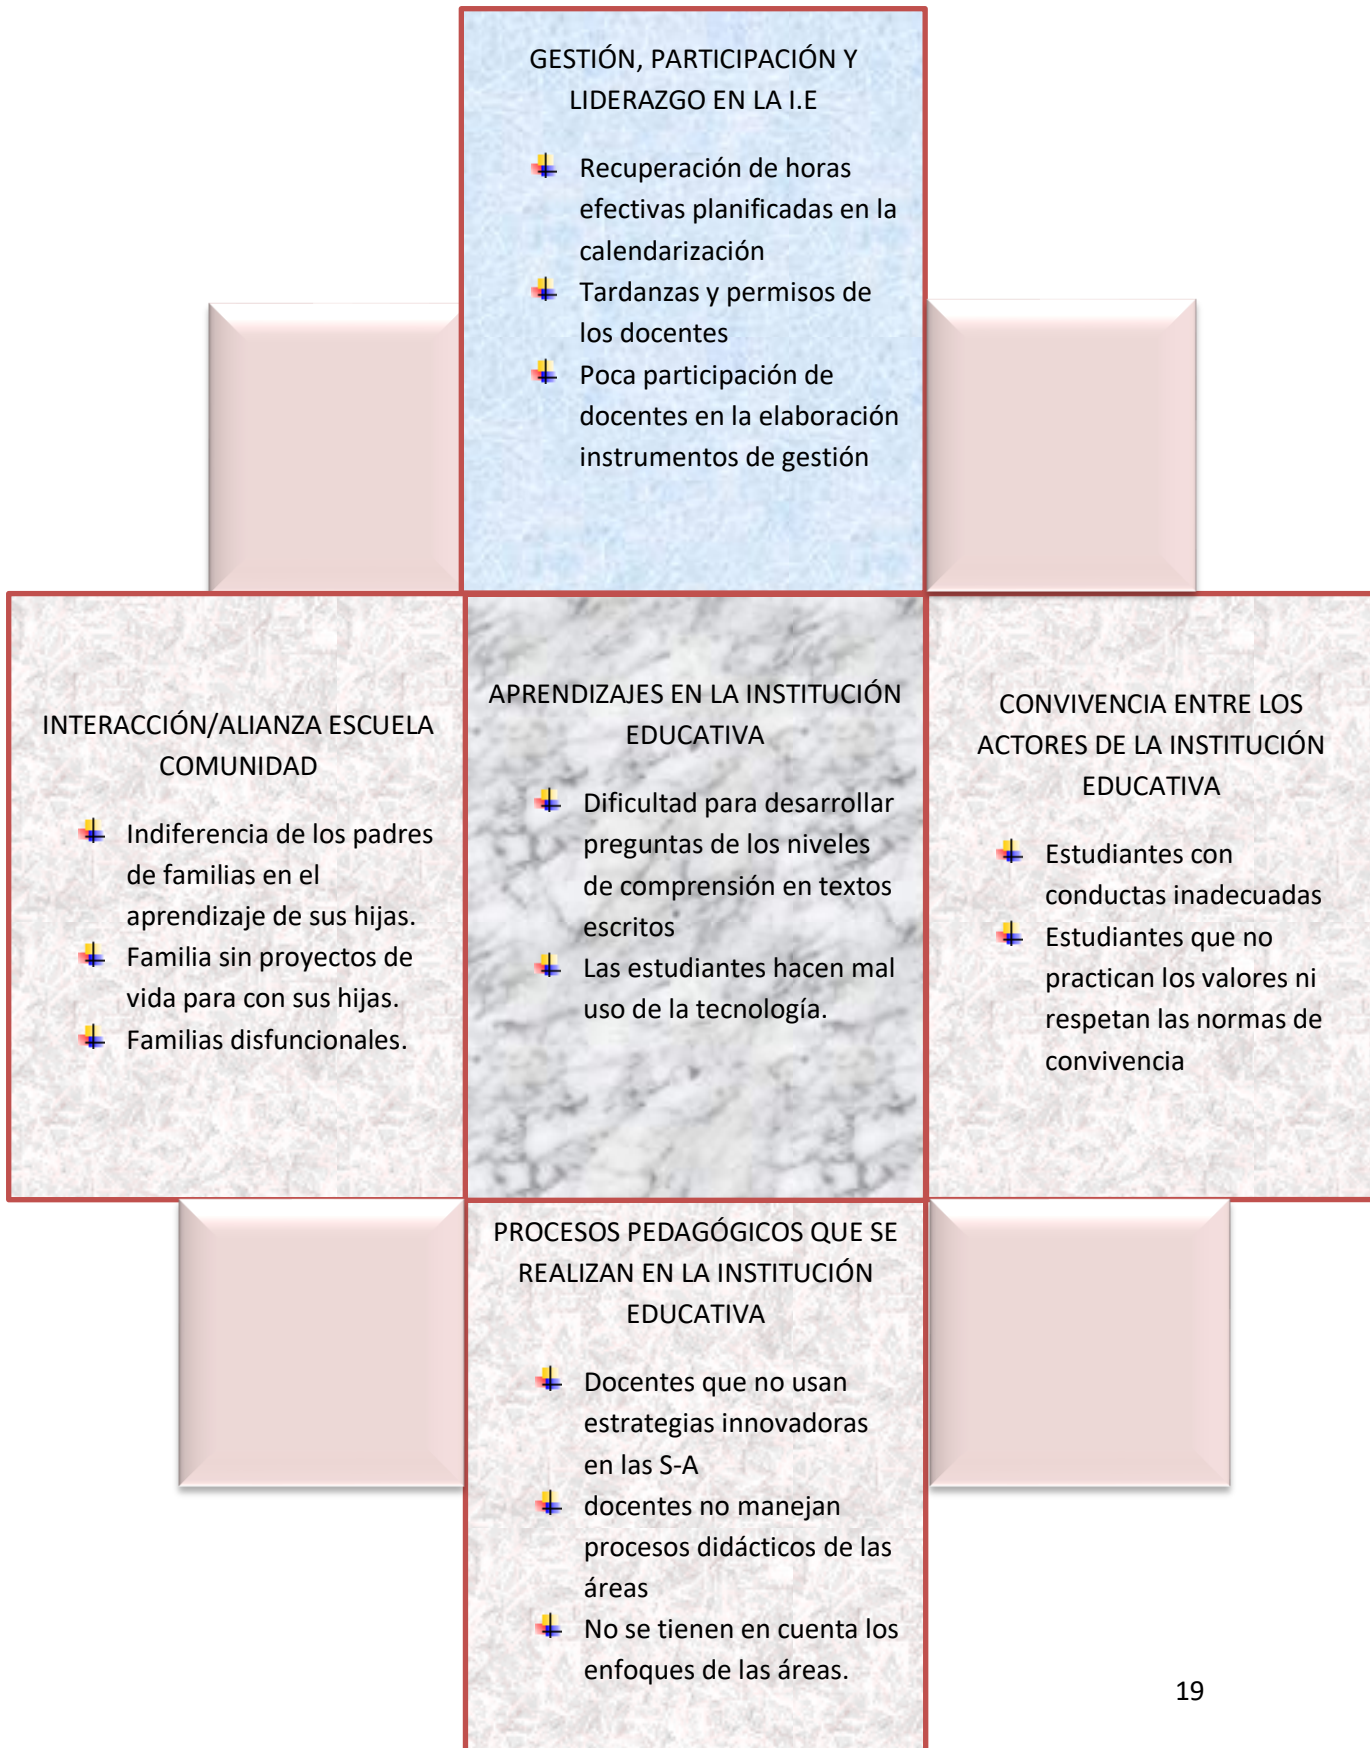 GESTIÓN, PARTICIPACIÓN Y
LIDERAZGO EN LA I.E
Recuperación de horas
efectivas planificadas en la
calendarización
Tardanzas y permisos de
los docentes
Poca participación de
docentes en la elaboración
instrumentos de gestión
INTERACCIÓN/ALIANZA ESCUELA
COMUNIDAD
Indiferencia de los padres
de familias en el
aprendizaje de sus hijas.
Familia sin proyectos de
vida para con sus hijas.
Familias disfuncionales.
APRENDIZAJES EN LA INSTITUCIÓN
EDUCATIVA
Dificultad para desarrollar
preguntas de los niveles
de comprensión en textos
escritos
Las estudiantes hacen mal
uso de la tecnología.
CONVIVENCIA ENTRE LOS
ACTORES DE LA INSTITUCIÓN
EDUCATIVA
Estudiantes con
conductas inadecuadas
Estudiantes que no
practican los valores ni
respetan las normas de
convivencia
PROCESOS PEDAGÓGICOS QUE SE
REALIZAN EN LA INSTITUCIÓN
EDUCATIVA
Docentes que no usan
estrategias innovadoras
en las S-A
docentes no manejan
procesos didácticos de las
áreas
No se tienen en cuenta los
enfoques de las áreas.
19